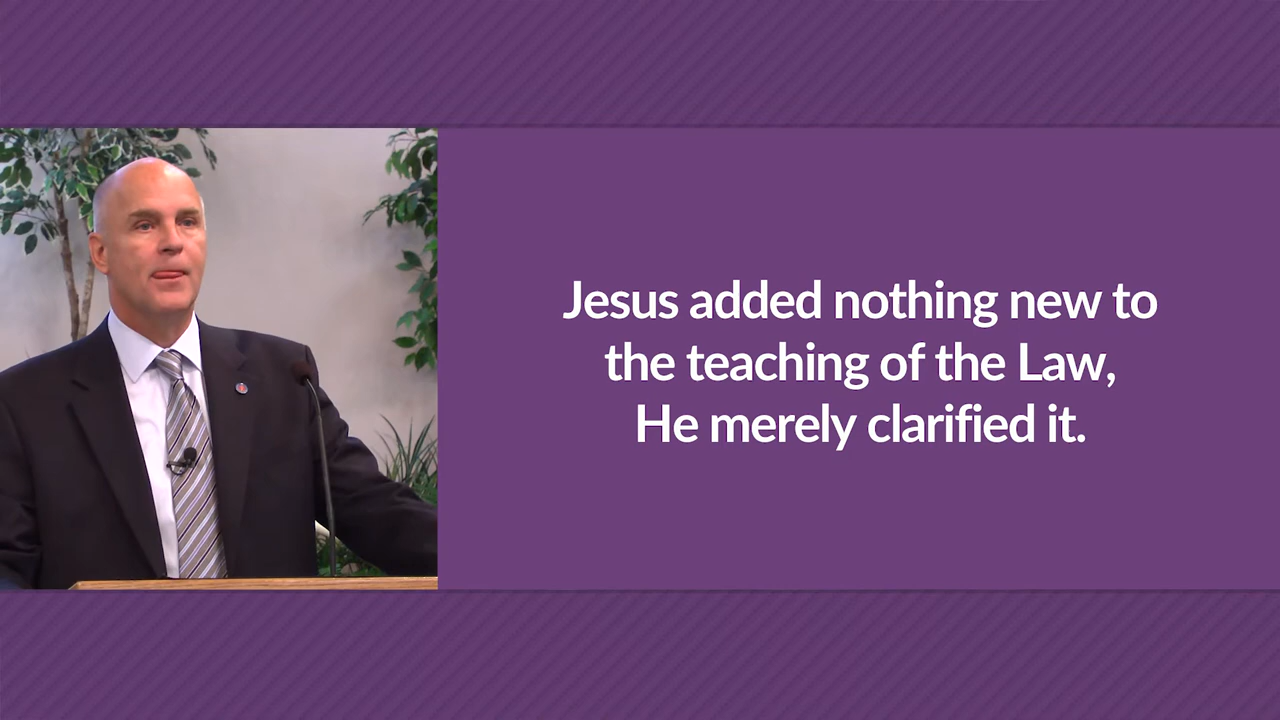 Jesus added nothing new to
the teaching of the Law,
He merely clarified it.